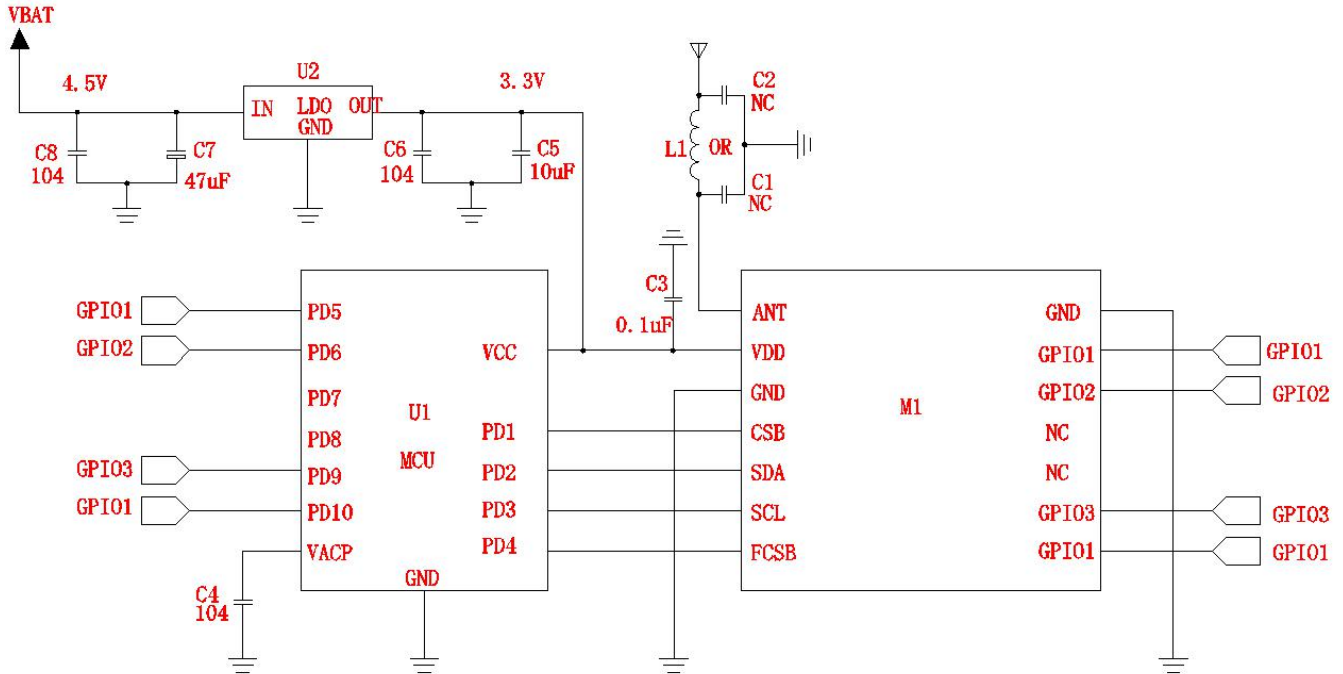 VBAT
4.5V
U2
3.3V
IN LDO OUT
GND
C8
104
C7
47uF
C6
104
C5
10uF
C2
NC
L1 OR
C1
NC
C3
0.1uF
GPIO1
GPIO2
GPIO3
GPIO1
PD5
PD6
PD7
PD8
PD9
PD10
VACP
U1
MCU
VCC
PD1
PD2
PD3
PD4
GND
C4
104
ANT
VDD
GND
CSB
SDA
SCL
FCSB
M1
GND
GPIO1
GPIO2
NC
NC
GPIO3
GPIO1
GPIO1
GPIO2
GPIO3
GPIO1